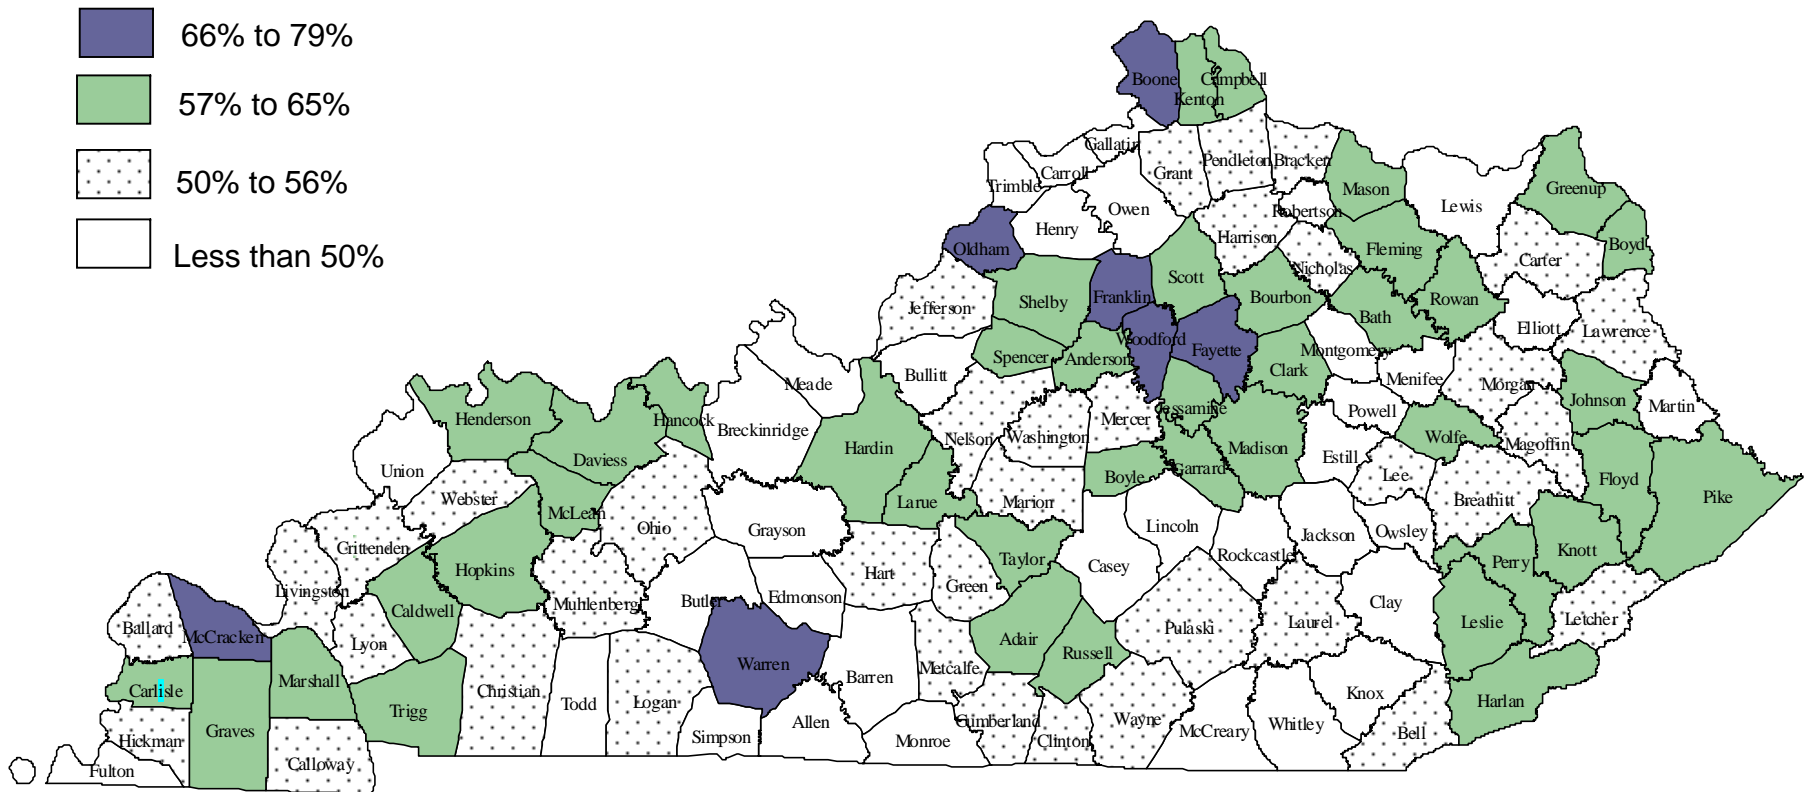 66% to 79%
57% to 65%
50% to 56%
Less than 50%
Boone
Campbell
Kenton
Gallatin
Carroll
Trimble
Grant
Pendleton
Bracken
Mason
Lewis
Greenup
Owen
Robertson
Henry
Harrison
Oldham
Fleming
Boyd
Nicholas
Carter
Scott
Franklin
Bourbon
Rowan
Shelby
Jefferson
Bath
Elliott
Lawrence
Woodford
Fayette
Montgomery
Spencer
Anderson
Clark
Bullitt
Menifee
Morgan
Meade
Johnson
Martin
Jessamine
Powell
Mercer
Henderson
Hancock
Breckinridge
Nelson
Washington
Wolfe
Magoffin
Hardin
Madison
Daviess
Estill
Union
Garrard
Boyle
Lee
Floyd
Pike
Webster
Larue
Marion
Breathitt
McLean
Ohio
Grayson
Lincoln
Jackson
Owsley
Crittenden
Knott
Rockcastle
Taylor
Perry
Casey
Hopkins
Hart
Green
Livingston
Edmonson
Butler
Muhlenberg
Clay
Caldwell
Ballard
McCracken
Pulaski
Laurel
Leslie
Letcher
Lyon
Adair
Russell
Warren
Metcalfe
Barren
Marshall
Carlisle
Christian
Todd
Logan
Knox
Harlan
Trigg
Allen
Cumberland
Wayne
McCreary
Whitley
Graves
Bell
Simpson
Monroe
Clinton
Hickman
Calloway
Fulton